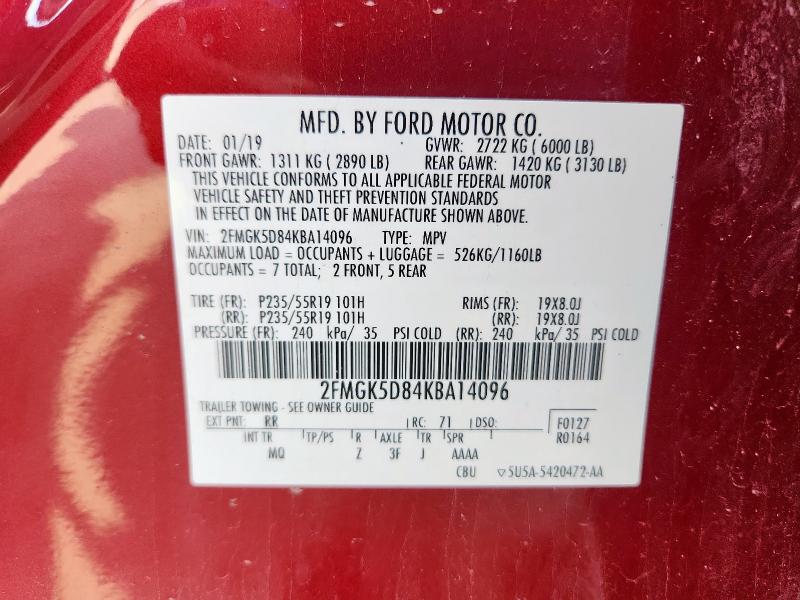 MFD. BY FORD MOTOR CO.
DATE: 01/19 GVWR: 2722 KG ( 6000 LB)
FRONT GAWR: 1311 KG ( 2890 LB) REAR GAWR: 1420 KG ( 3130 LB)
THIS VEHICLE CONFORMS TO ALL APPLICABLE FEDERAL MOTOR
VEHICLE SAFETY AND THEFT PREVENTION STANDARDS
IN EFFECT ON THE DATE OF MANUFACTURE SHOWN ABOVE.
VIN: 2FMGK5D84KBA14096 TYPE: MPV
MAXIMUM LOAD = OCCUPANTS + LUGGAGE = 526KG/1160LB
OCCUPANTS = 7 TOTAL; 2 FRONT, 5 REAR
TIRE (FR): P235/55R19 101H RIMS (FR): 19X8.0J
(RR): P235/55R19 101H (RR): 19X8.0J
PRESSURE (FR): 240 kPa/ 35 PSI COLD (RR): 240 kPa/ 35 PSI COLD
2FMGK5D84KBA14096
TRAILER TOWING - SEE OWNER GUIDE
EXT PNT: RR RC: 71 DSO: F0127
INT TR TP/PS R AXLE TR SPR R0164
MQ Z 3F J AAAA
CBU ▽5U5A-5420472-AA